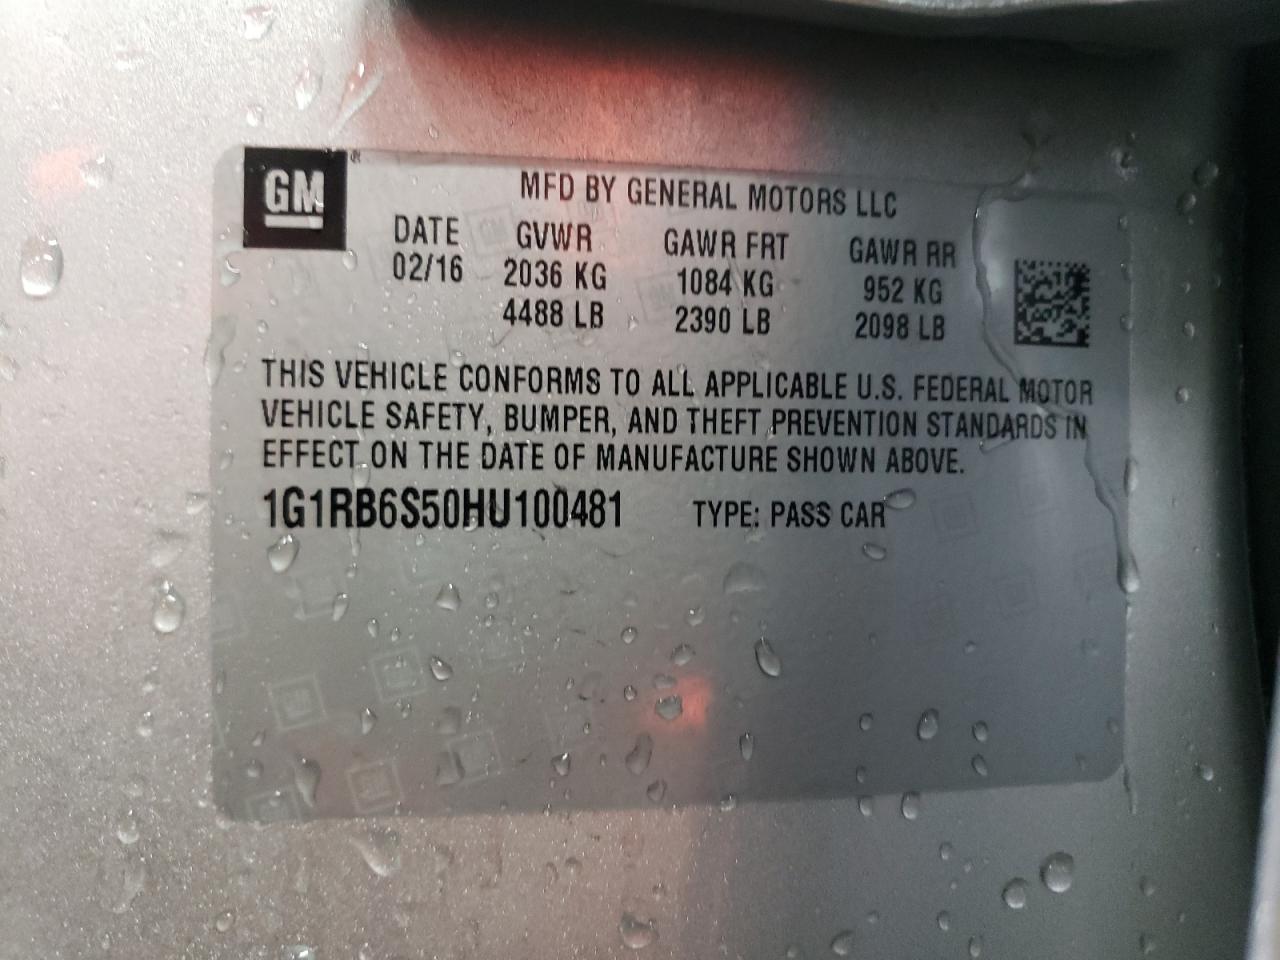 GM
MFD BY GENERAL MOTORS LLC
DATE GVWR GAWR FRT GAWR RR
02/16 2036 KG 1084 KG 952 KG
4488 LB 2390 LB 2098 LB
THIS VEHICLE CONFORMS TO ALL APPLICABLE U.S. FEDERAL MOTOR
VEHICLE SAFETY, BUMPER, AND THEFT PREVENTION STANDARDS IN
EFFECT ON THE DATE OF MANUFACTURE SHOWN ABOVE.
1G1RB6S50HU100481 TYPE: PASS CAR